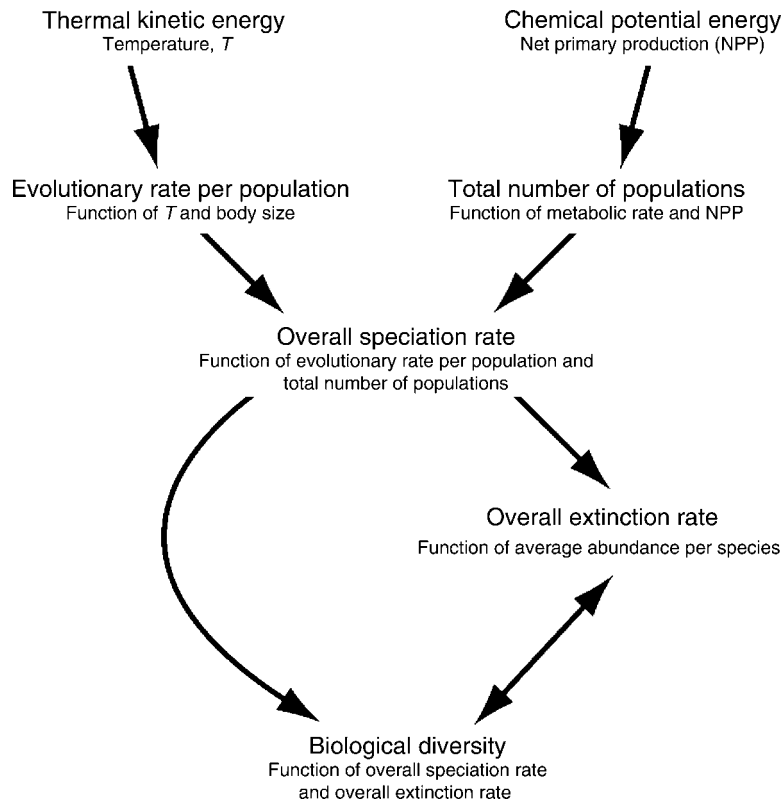 Thermal kinetic energy
Temperature, T
Chemical potential energy
Net primary production (NPP)
Evolutionary rate per population
Function of T and body size
Total number of populations
Function of metabolic rate and NPP
Overall speciation rate
Function of evolutionary rate per population and
total number of populations
Overall extinction rate
Function of average abundance per species
Biological diversity
Function of overall speciation rate
and overall extinction rate